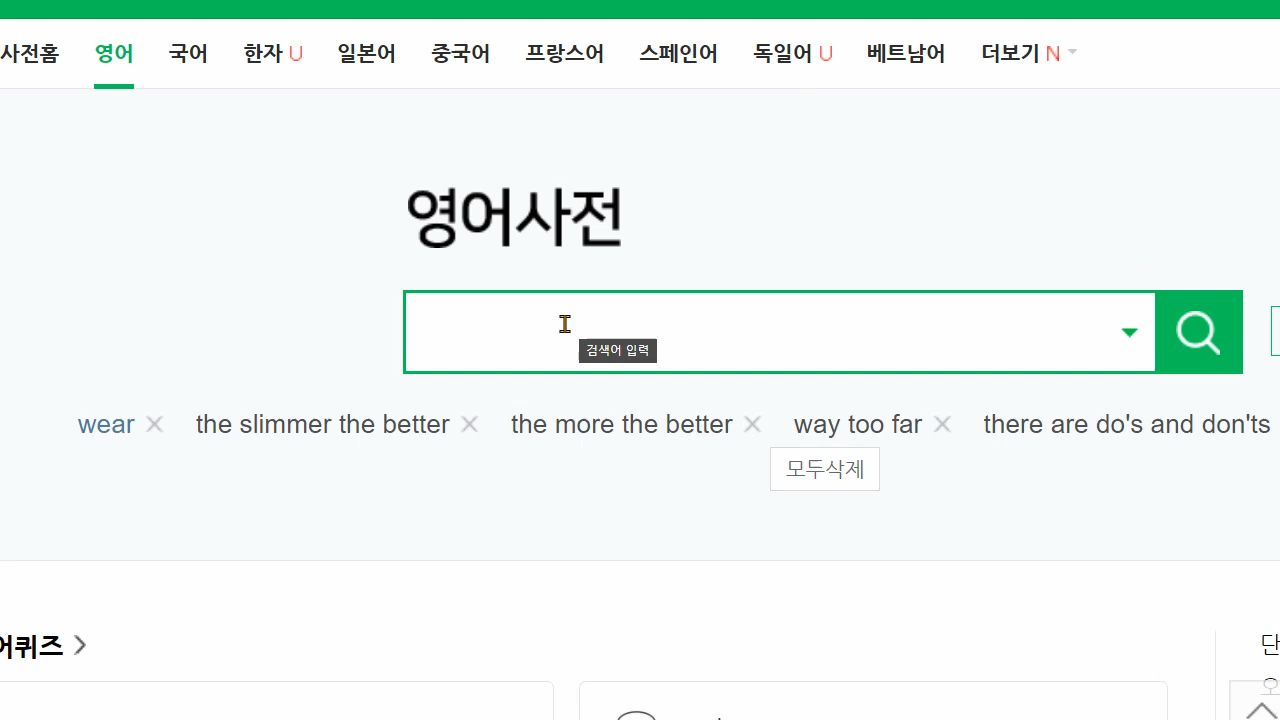 사전홈 영어 국어 한자 U 일본어 중국어 프랑스어 스페인어 독일어 U 베트남어 더보기 N
영어사전
검색어 입력
wear the slimmer the better the more the better way too far there are do's and don'ts
모두삭제
어퀴즈
단